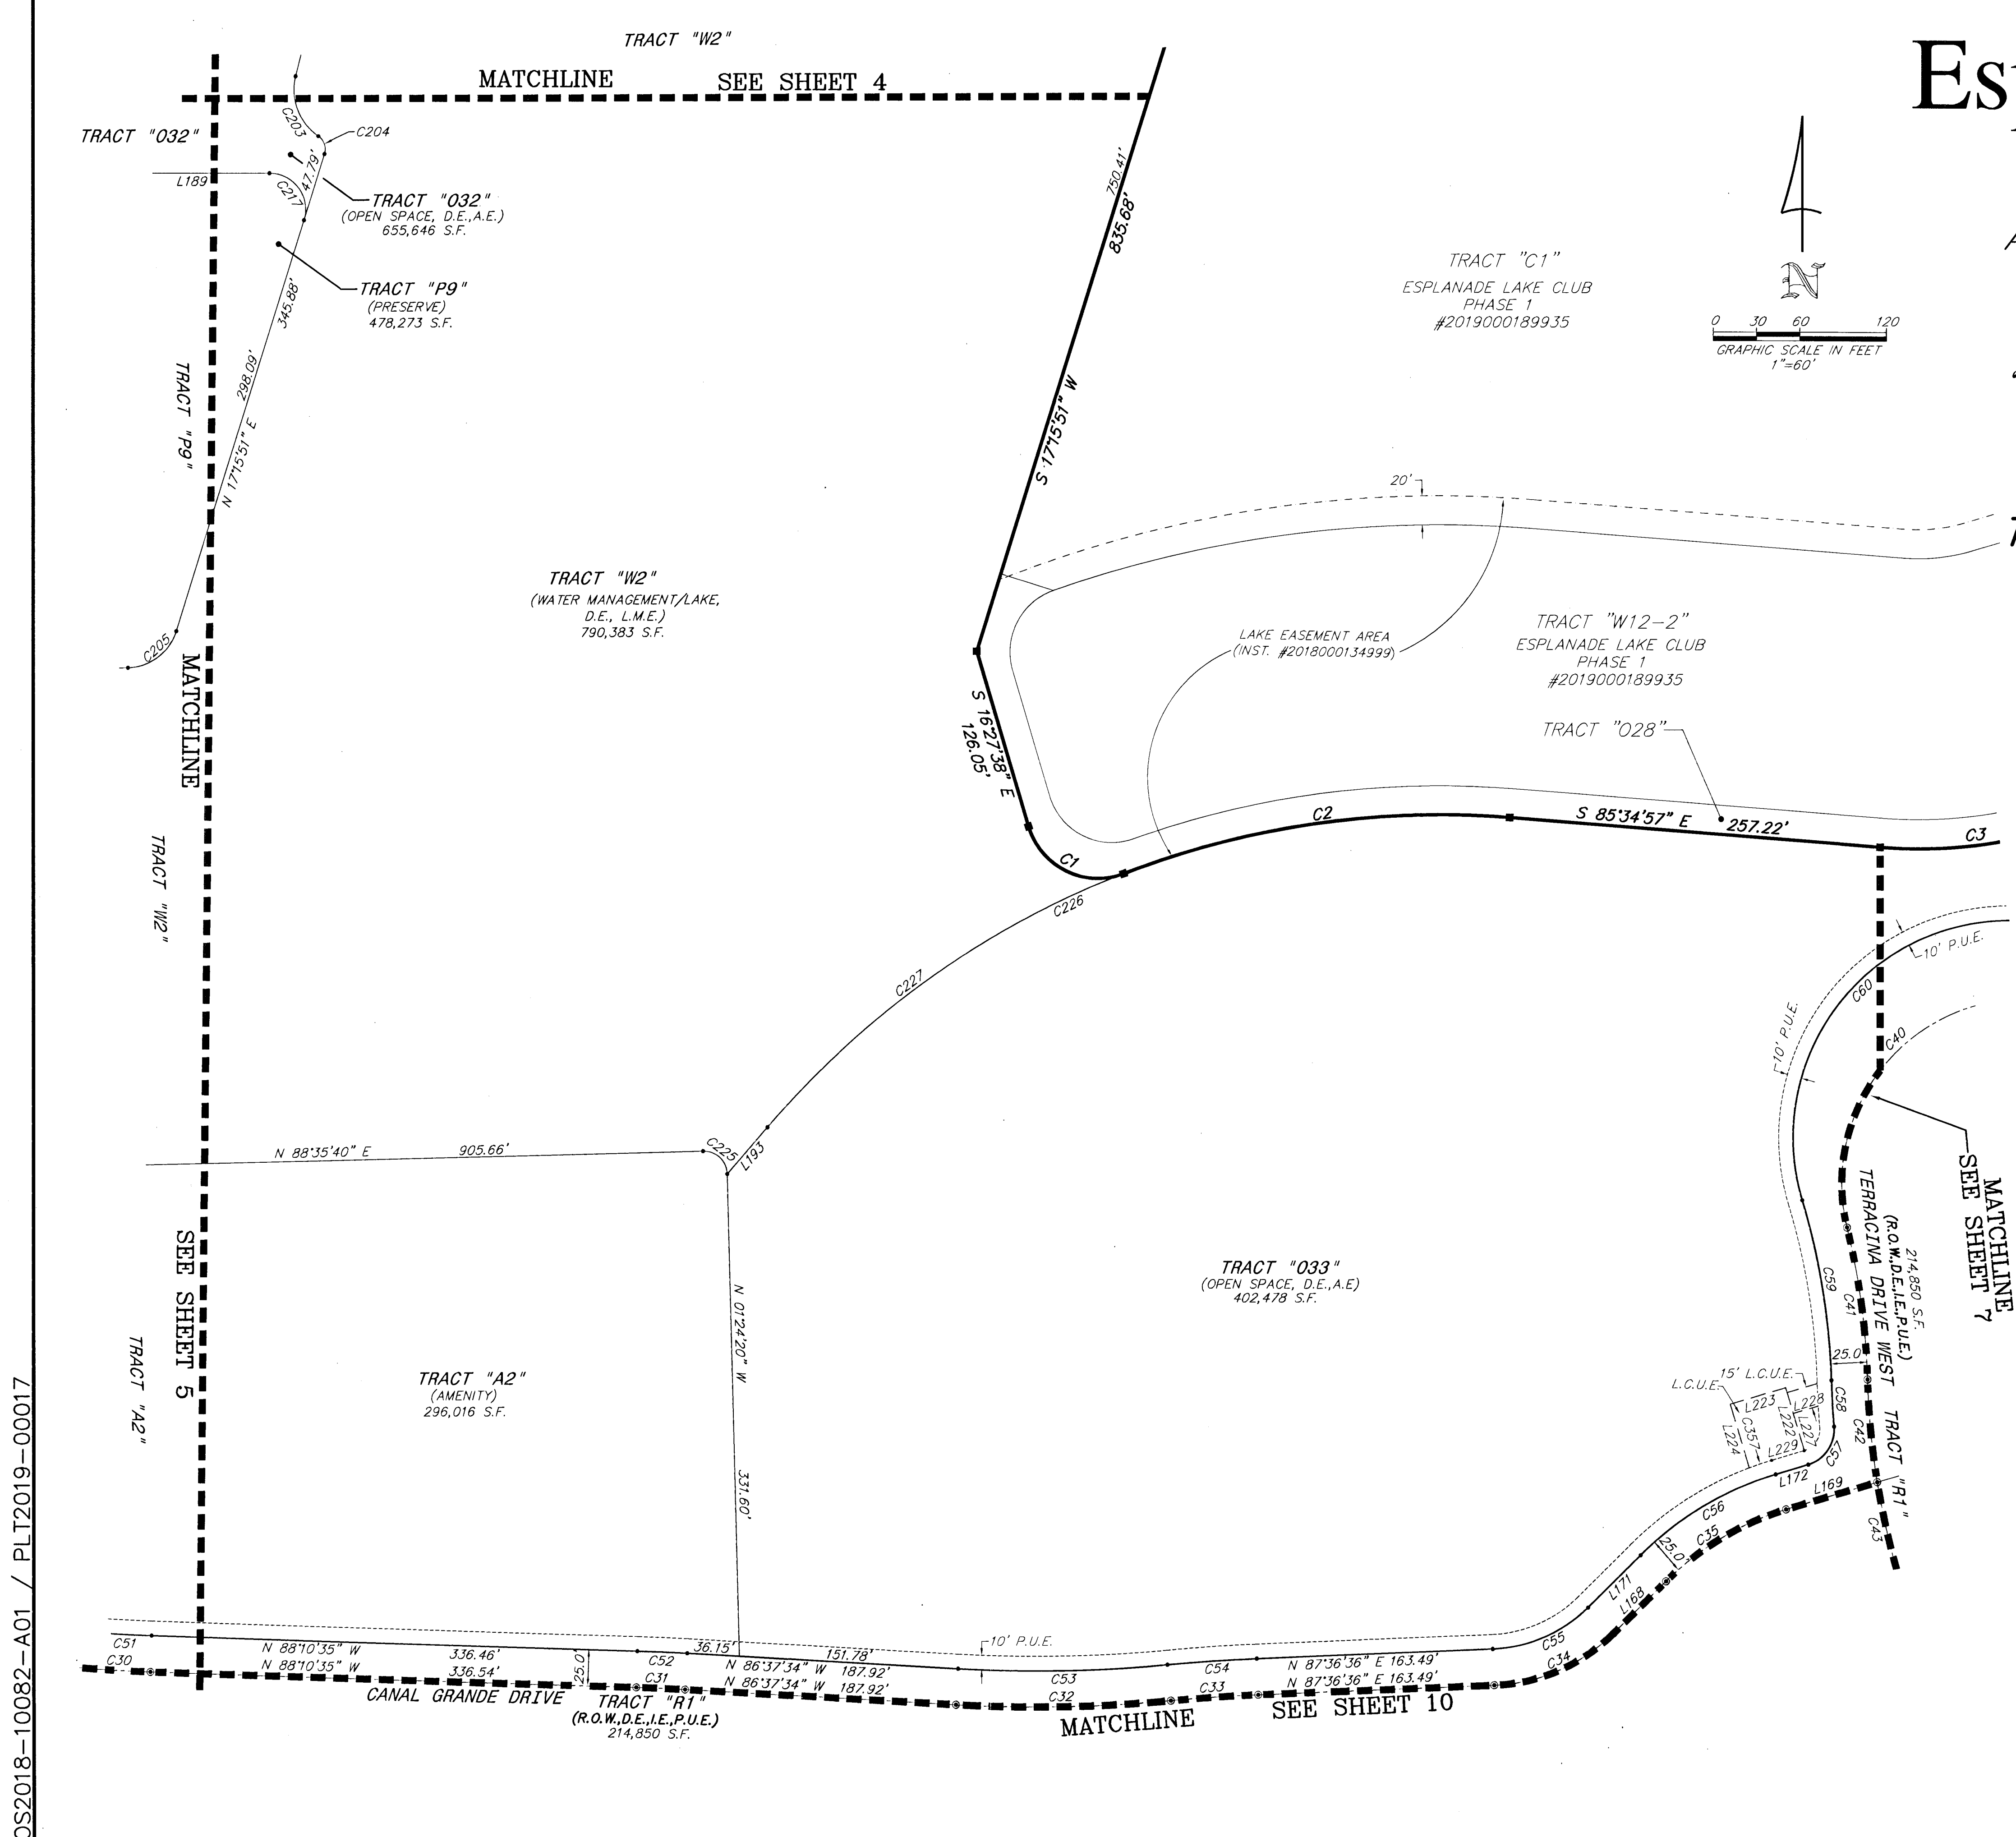 TRACT "W2"
MATCHLINE SEE SHEET 4
TRACT "032"
L189
C203
C204
C217
47.79'
TRACT "032"
(OPEN SPACE, D.E.,A.E.)
655,646 S.F.
TRACT "P9"
(PRESERVE)
478,273 S.F.
345.88'
298.09'
N 17°15'51" E
TRACT "P9"
C205
MATCHLINE
TRACT "W2"
SEE SHEET 5
TRACT "A2"
750.41'
835.68'
S 17°15'51" W
TRACT "C1"
ESPLANADE LAKE CLUB
PHASE 1
#2019000189935
Es
N
0 30 60 120
GRAPHIC SCALE IN FEET
1"=60'
20'
TRACT "W2"
(WATER MANAGEMENT/LAKE,
D.E., L.M.E.)
790,383 S.F.
LAKE EASEMENT AREA
(INST. #2018000134999)
TRACT "W12-2"
ESPLANADE LAKE CLUB
PHASE 1
#2019000189935
TRACT "028"
S 16°27'38" E
126.05'
C1
C2
S 85°34'57" E 257.22'
C3
C226
C227
10' P.U.E.
C60
10' P.U.E.
C40
N 88°35'40" E 905.66'
C225
L193
MATCHLINE
SEE SHEET 7
TERRACINA DRIVE WEST TRACT "R1"
(R.O.W.,D.E.,I.E.,P.U.E.)
214,850 S.F.
TRACT "033"
(OPEN SPACE, D.E.,A.E)
402,478 S.F.
N 01°24'20" W
331.60'
TRACT "A2"
(AMENITY)
296,016 S.F.
C59
C41
25.0'
15' L.C.U.E.
L.C.U.E.
L223
L228
C58
L222
L227
C357
L224
L229
C42
C57
L172
L169
C56
C35
C43
25.0'
L171
L168
C55
C34
C51
N 88°10'35" W 336.46'
C52
36.15'
151.78'
10' P.U.E.
C53
C54
N 87°36'36" E 163.49'
C30
N 88°10'35" W 336.54'
25.0'
C31
N 86°37'34" W 187.92'
N 86°37'34" W 187.92'
C32
C33
N 87°36'36" E 163.49'
CANAL GRANDE DRIVE TRACT "R1"
(R.O.W.,D.E.,I.E.,P.U.E.)
214,850 S.F.
MATCHLINE SEE SHEET 10
OS2018-10082-A01 / PLT2019-00017